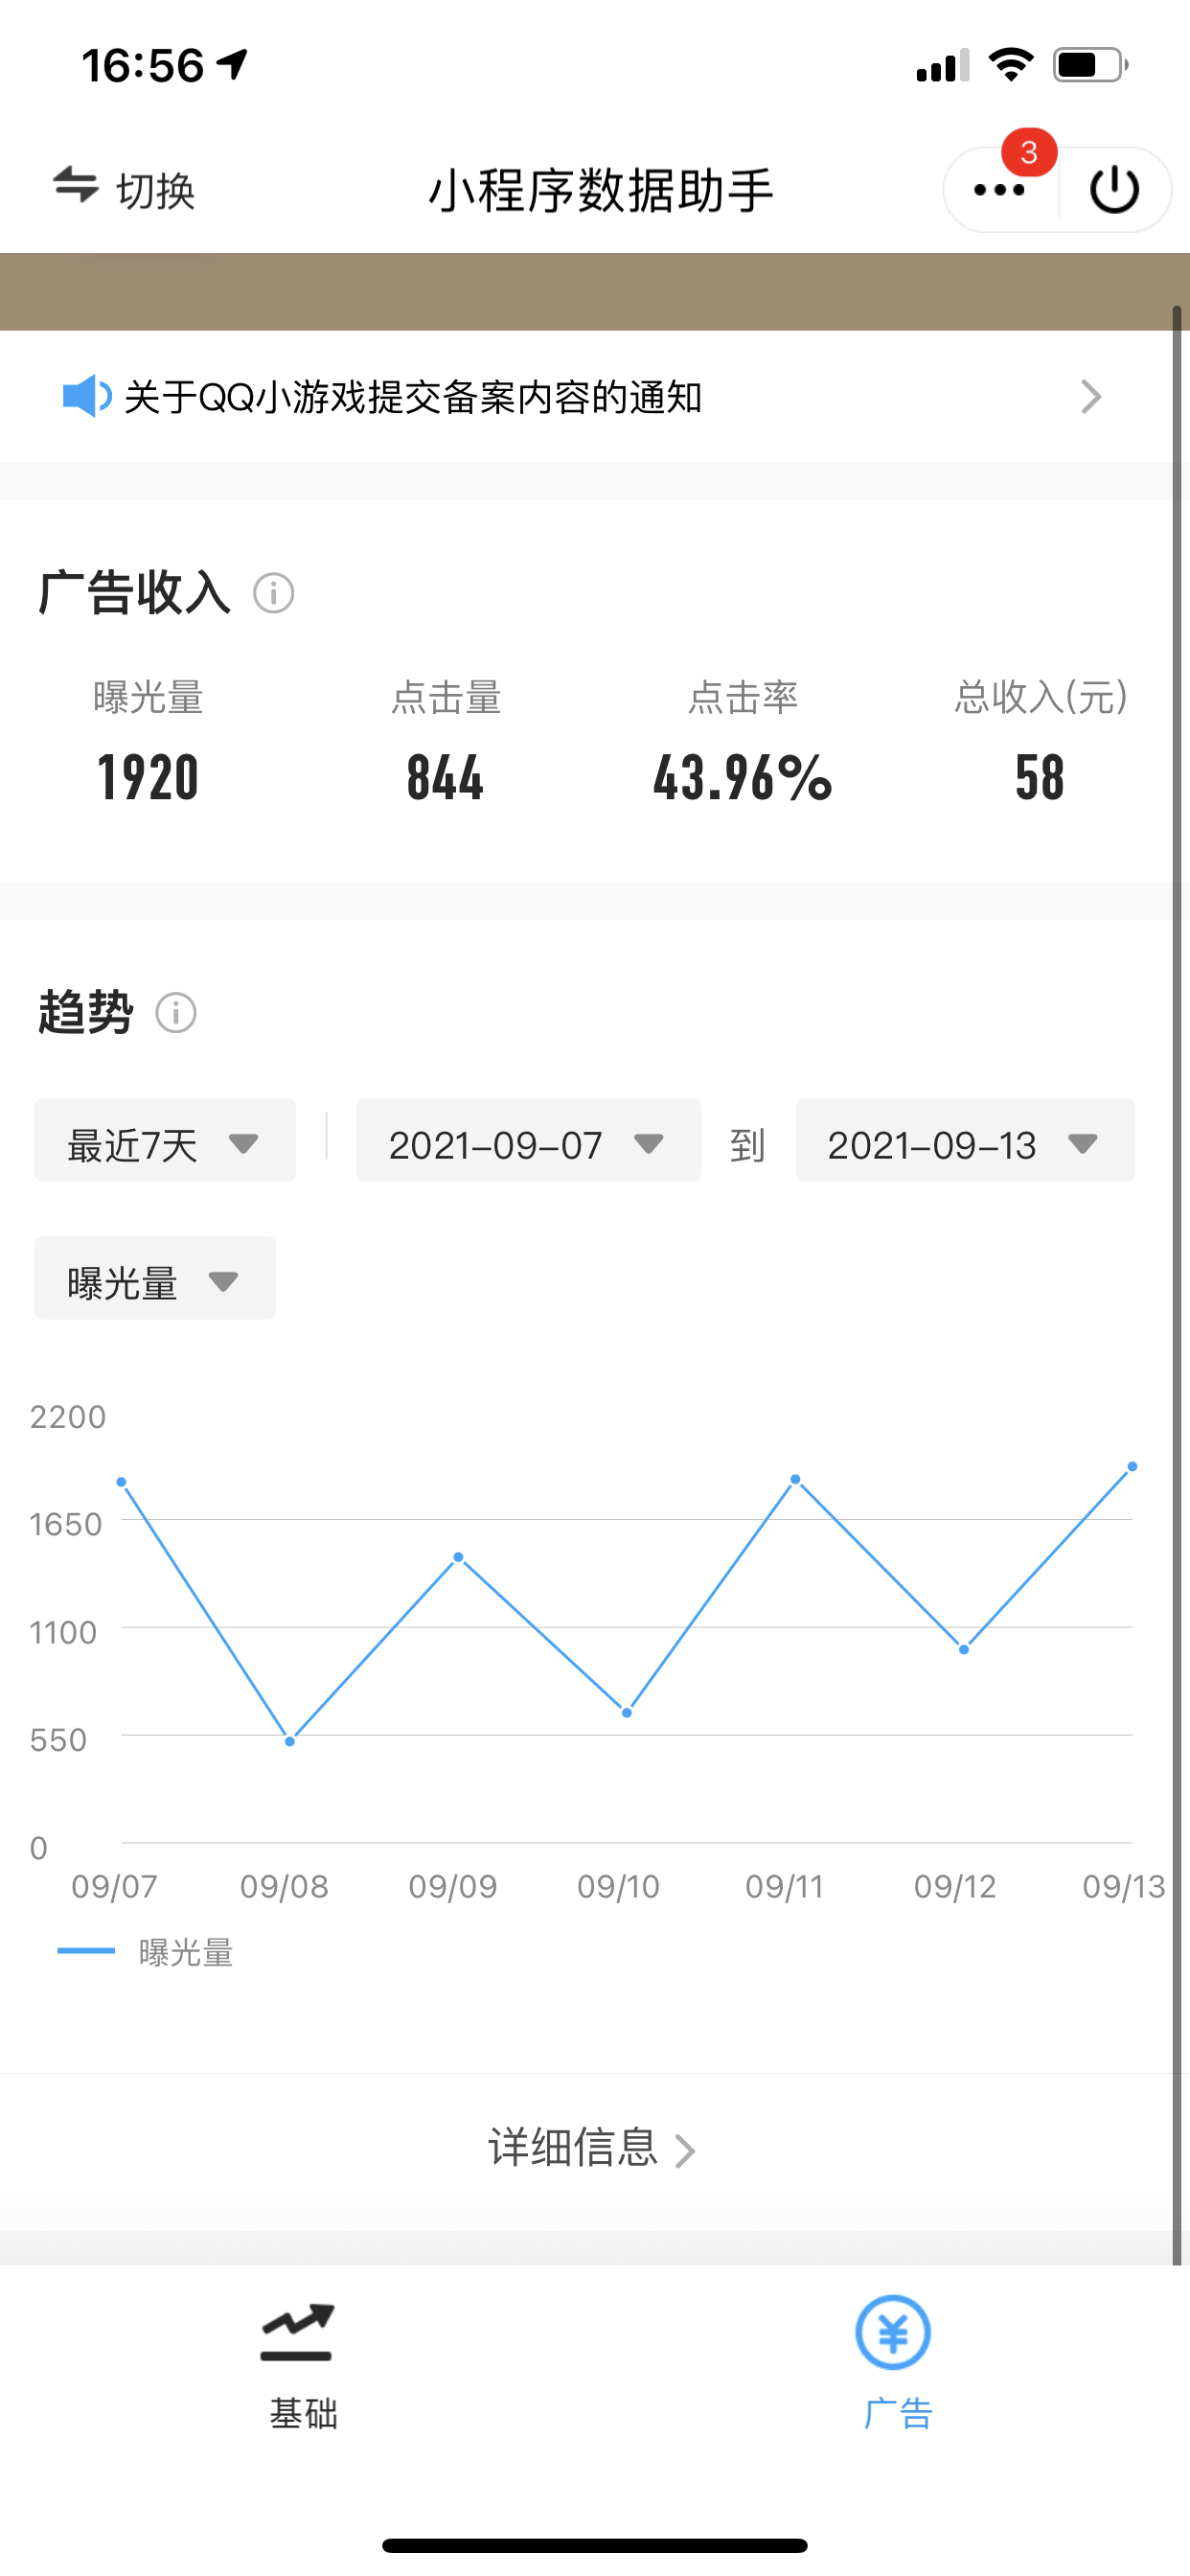 16:56
切换 小程序数据助手 3
关于QQ小游戏提交备案内容的通知
广告收入
曝光量 点击量 点击率 总收入(元)
1920 844 43.96% 58
趋势
最近7天 2021-09-07 到 2021-09-13
曝光量
2200
1650
1100
550
0
09/07 09/08 09/09 09/10 09/11 09/12 09/13
曝光量
详细信息
基础 广告